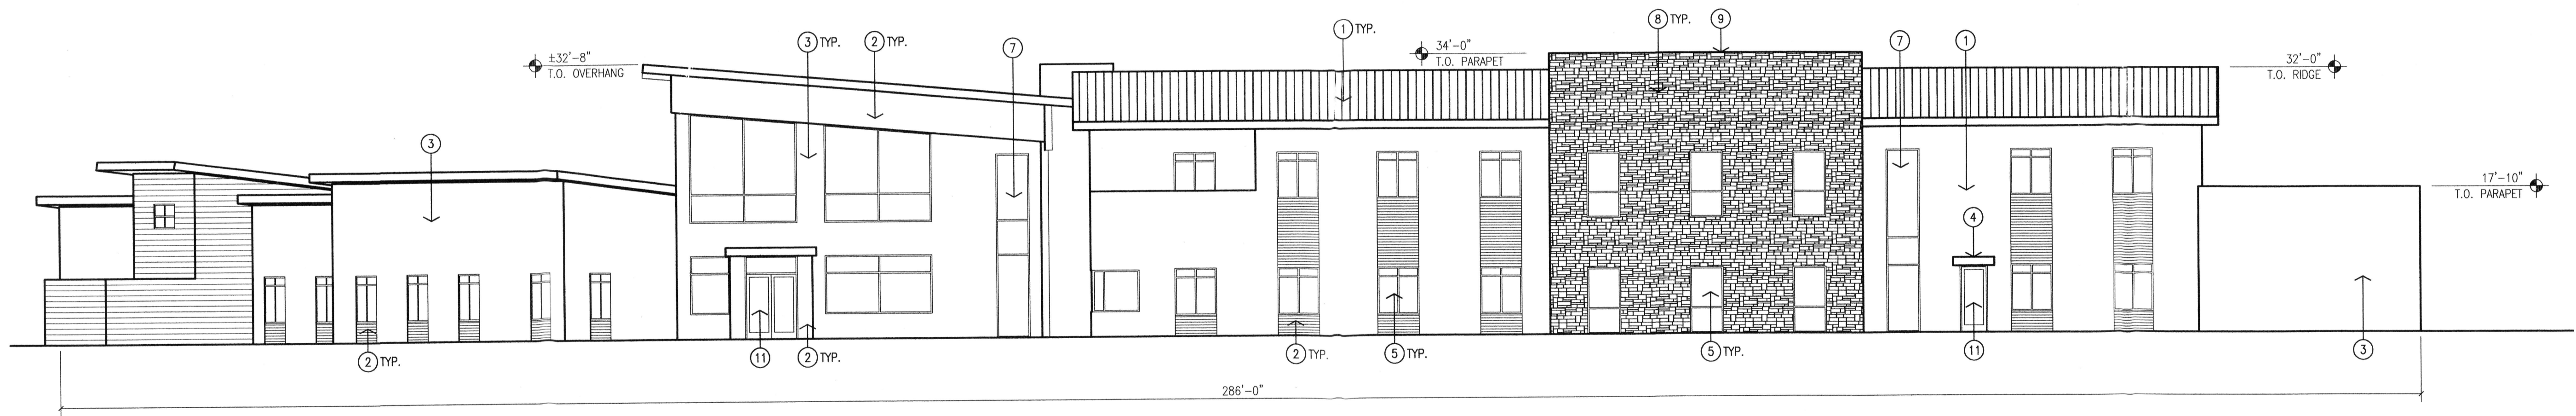 8 TYP.
9
1 TYP.
3 TYP.
2 TYP.
7
7
1
±32'-8"
T.O. OVERHANG
34'-0"
T.O. PARAPET
32'-0"
T.O. RIDGE
3
17'-10"
T.O. PARAPET
4
2 TYP.
11
2 TYP.
2 TYP.
5 TYP.
5 TYP.
11
3
286'-0"